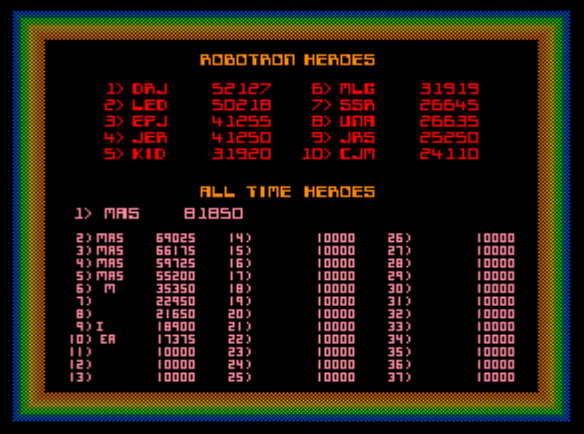 ROBOTRON HEROES
1) DRJ 52127 6) MLG 31919
2) LED 50218 7) SSR 26645
3) EPJ 41255 8) UNA 26635
4) JER 41250 9) JRS 25250
5) KID 31920 10) CJM 24110
ALL TIME HEROES
1) MAS 81850
2) MAS 69025 14) 10000 26) 10000
3) MAS 66175 15) 10000 27) 10000
4) MAS 59725 16) 10000 28) 10000
5) MAS 55200 17) 10000 29) 10000
6) M 35350 18) 10000 30) 10000
7) 22950 19) 10000 31) 10000
8) 21650 20) 10000 32) 10000
9) I 18900 21) 10000 33) 10000
10) EA 17375 22) 10000 34) 10000
11) 10000 23) 10000 35) 10000
12) 10000 24) 10000 36) 10000
13) 10000 25) 10000 37) 10000